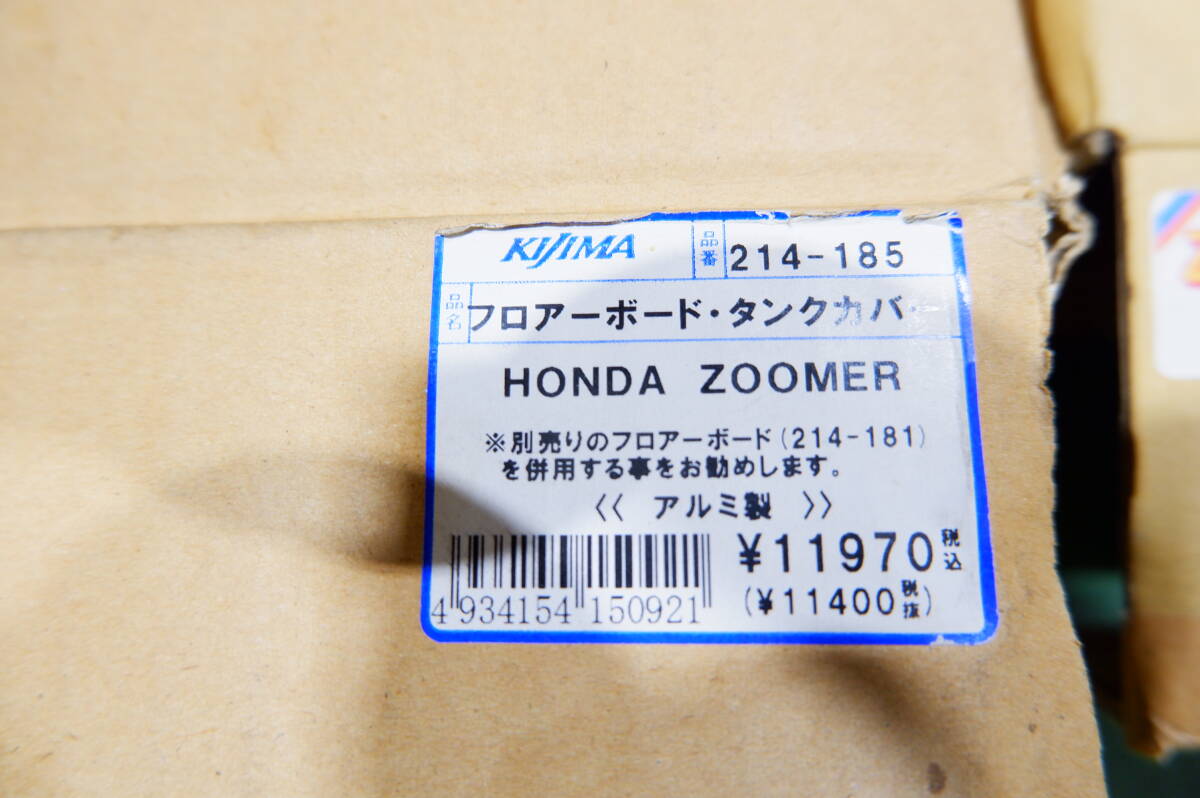 KIJIMA 品番 214-185
品名 フロアーボード・タンクカバ
HONDA ZOOMER
※別売りのフロアーボード(214-181)
を併用する事をお勧めします。
《 アルミ製 》
¥11970 税込
(¥11400 税抜)
4 934154 150921